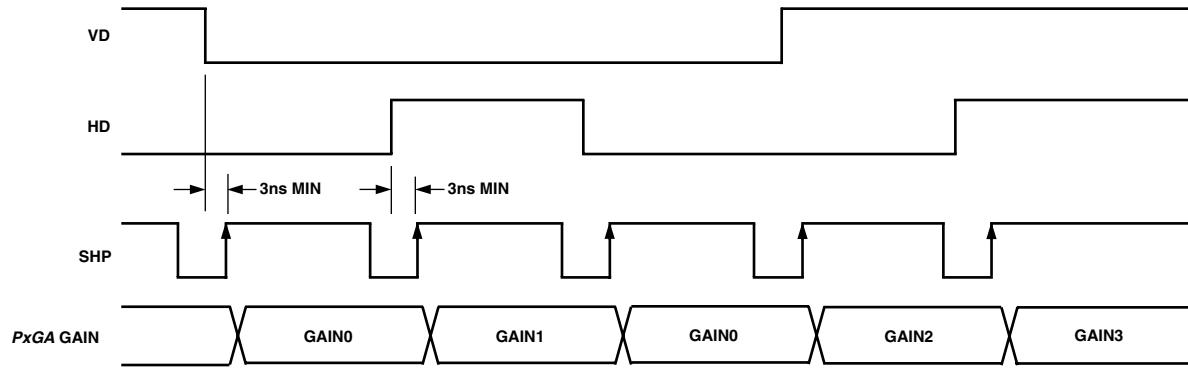 VD
HD
3ns MIN 3ns MIN
SHP
PxGA GAIN GAIN0 GAIN1 GAIN0 GAIN2 GAIN3